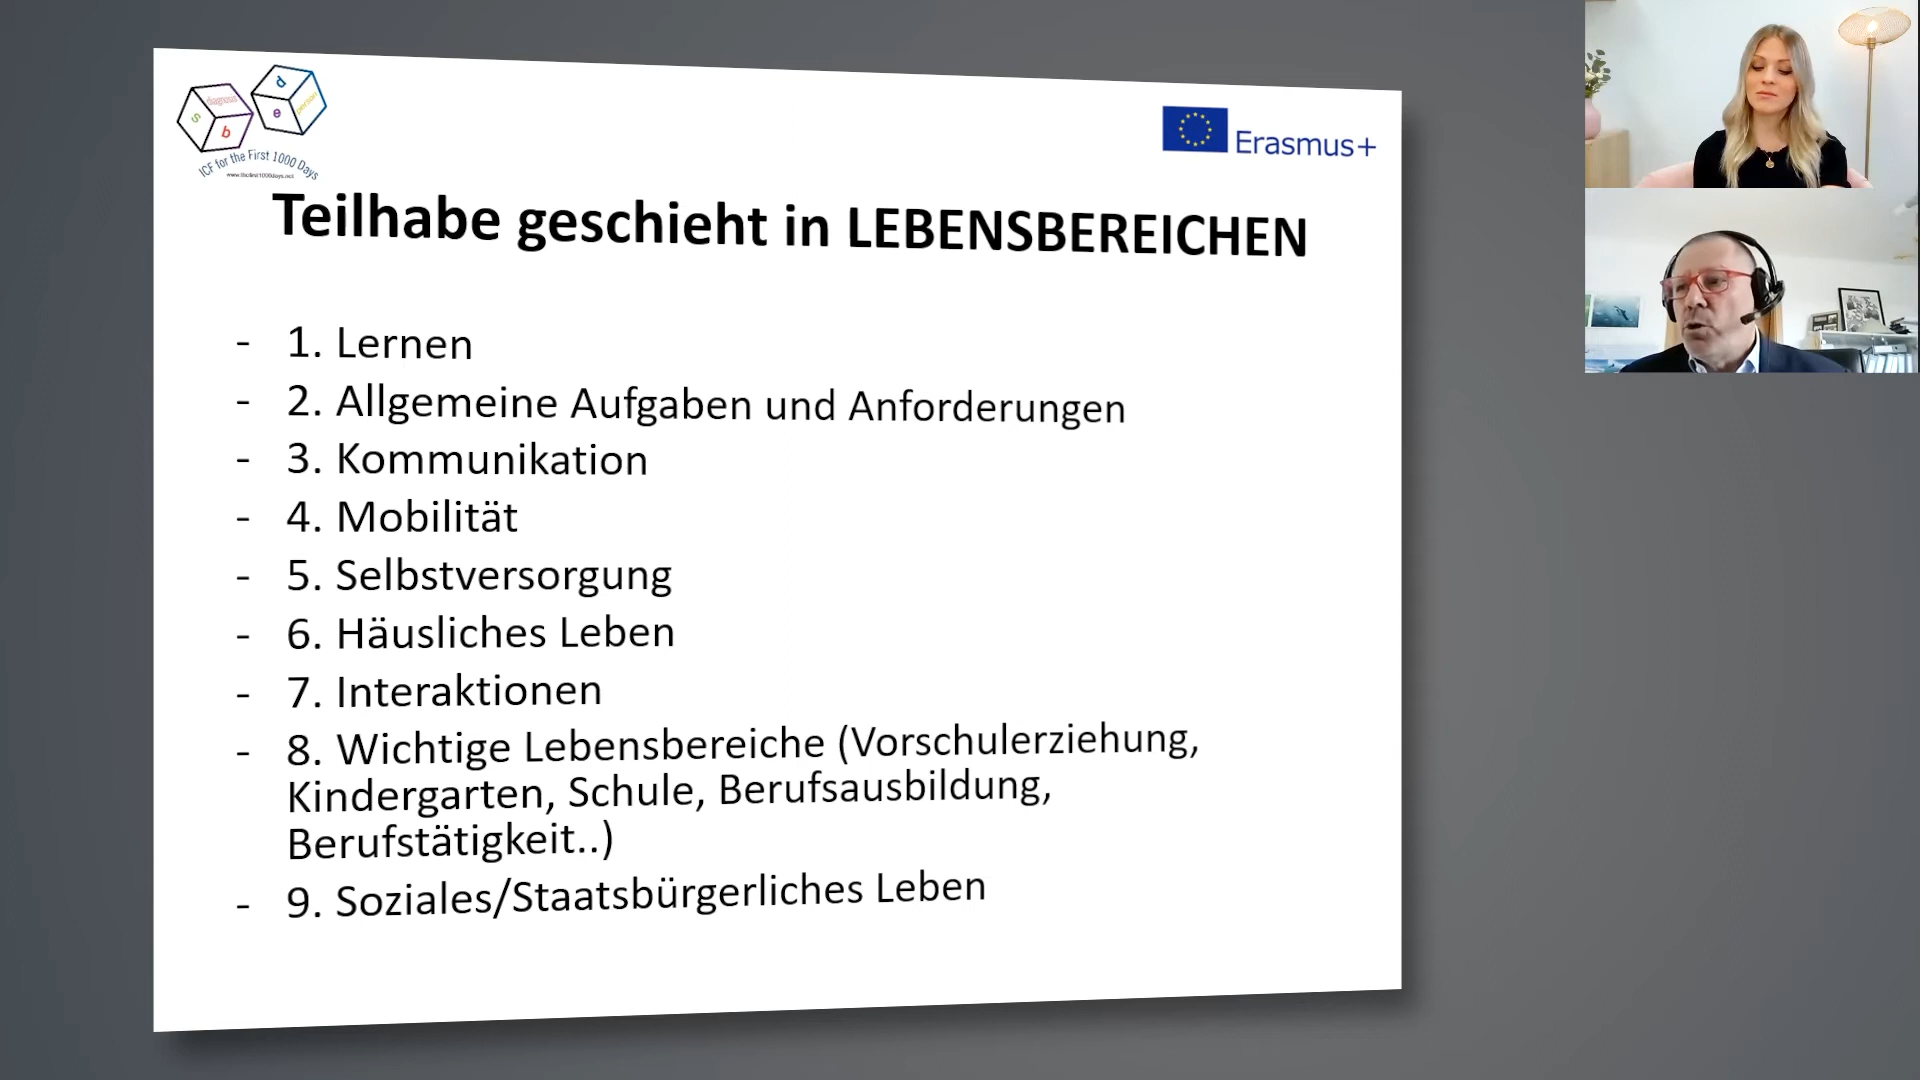 diagnosis
s
b
d
e
person
ICF for the First 1000 Days
Erasmus+
Teilhabe geschieht in LEBENSBEREICHEN
- 1. Lernen
- 2. Allgemeine Aufgaben und Anforderungen
- 3. Kommunikation
- 4. Mobilität
- 5. Selbstversorgung
- 6. Häusliches Leben
- 7. Interaktionen
- 8. Wichtige Lebensbereiche (Vorschulerziehung,
Kindergarten, Schule, Berufsausbildung,
Berufstätigkeit..)
- 9. Soziales/Staatsbürgerliches Leben